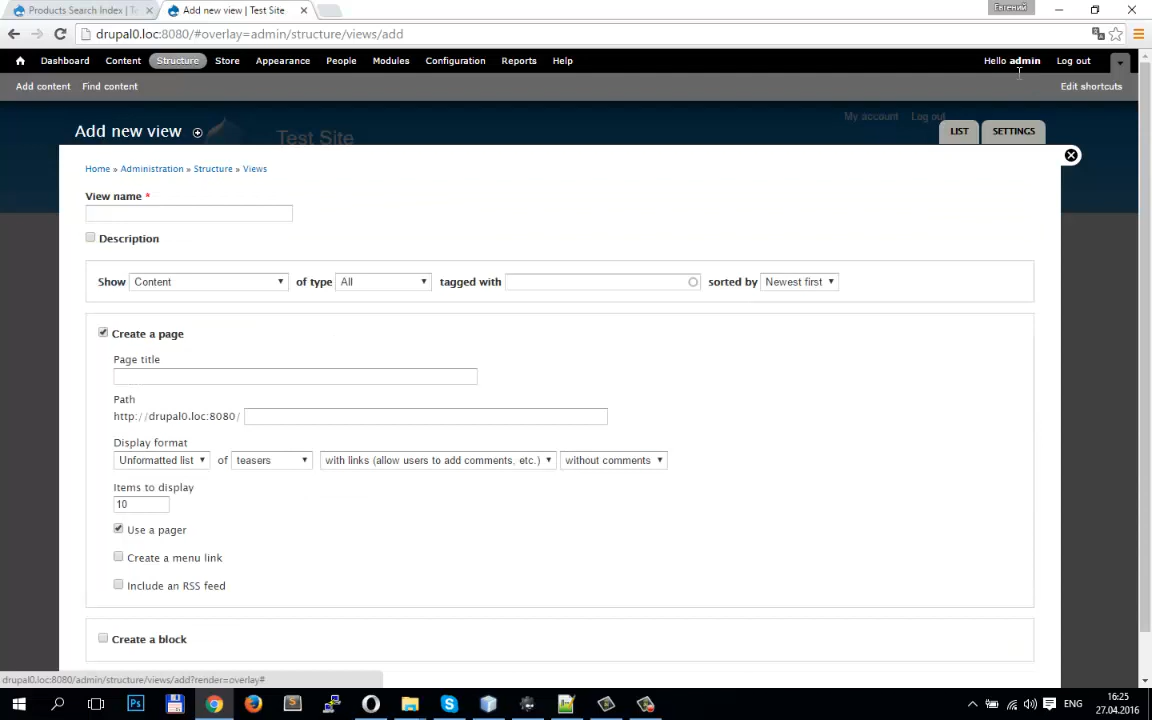 Products Search Index | T
Add new view | Test Site
Евгений
drupal0.loc:8080/#overlay=admin/structure/views/add
Dashboard Content Structure Store Appearance People Modules Configuration Reports Help Hello admin Log out
Add content Find content Edit shortcuts
My account Log out
Add new view Test Site LIST SETTINGS
Home » Administration » Structure » Views
View name *
Description
Show Content of type All tagged with sorted by Newest first
Create a page
Page title
Path
http://drupal0.loc:8080/
Display format
Unformatted list of teasers with links (allow users to add comments, etc.) without comments
Items to display
10
Use a pager
Create a menu link
Include an RSS feed
Create a block
drupal0.loc:8080/admin/structure/views/add?render=overlay#
Ps S ENG 16:25
27.04.2016